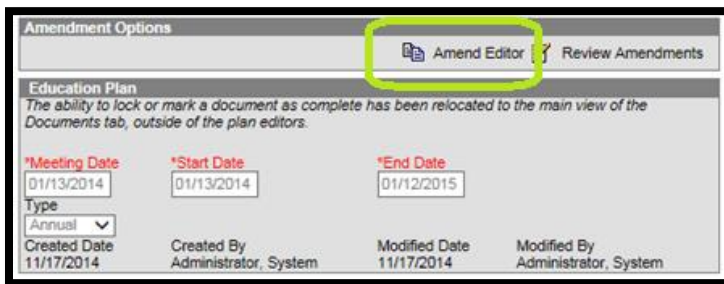 Amendment Options
Amend Editor Review Amendments
Education Plan
The ability to lock or mark a document as complete has been relocated to the main view of the
Documents tab, outside of the plan editors.
*Meeting Date *Start Date *End Date
01/13/2014 01/13/2014 01/12/2015
Type
Annual
Created Date Created By Modified Date Modified By
11/17/2014 Administrator, System 11/17/2014 Administrator, System